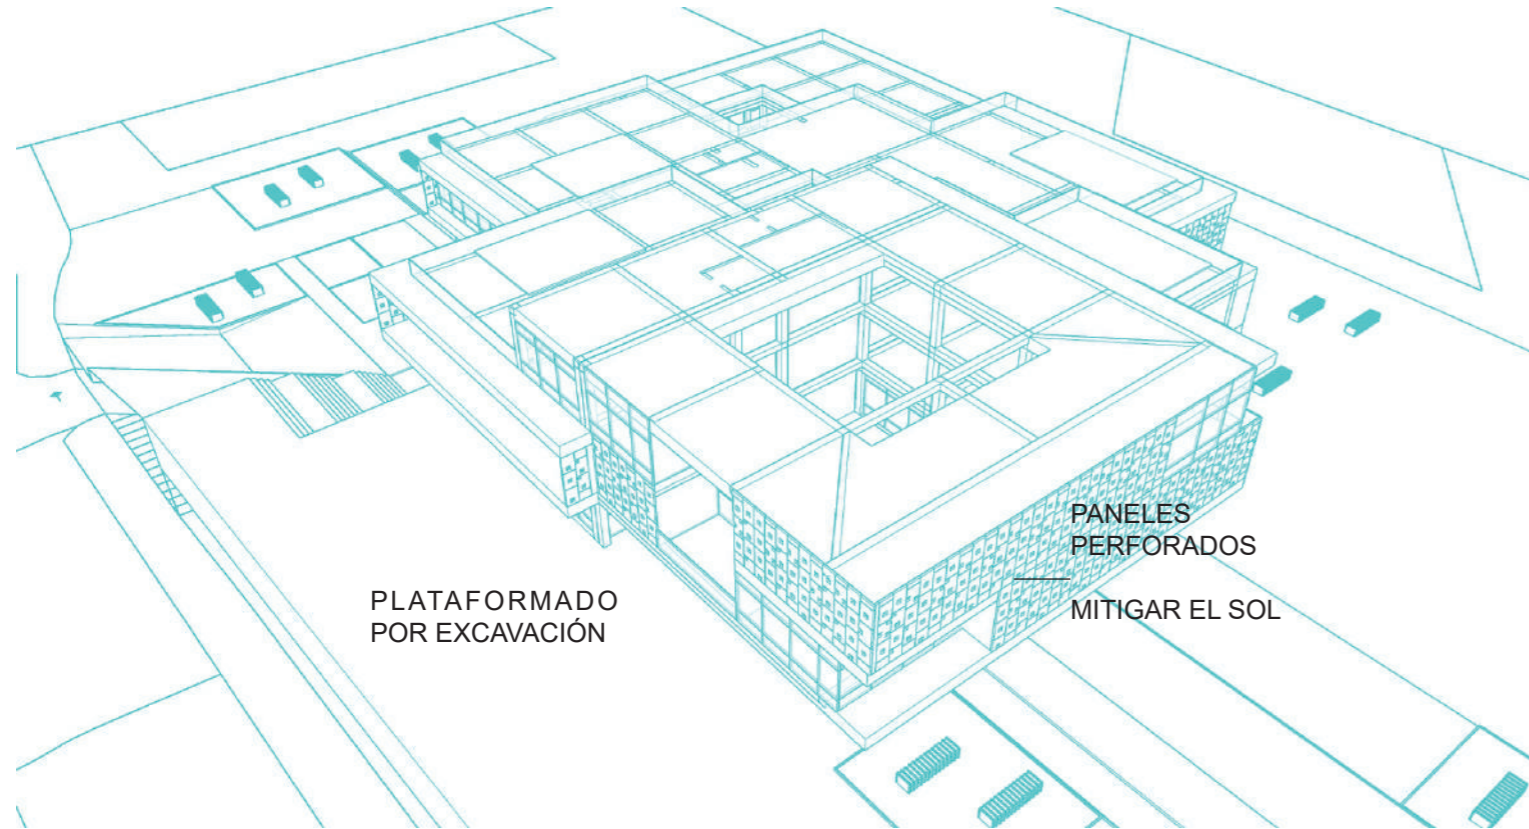 PLATAFORMADO
POR EXCAVACIÓN
PANELES
PERFORADOS
MITIGAR EL SOL